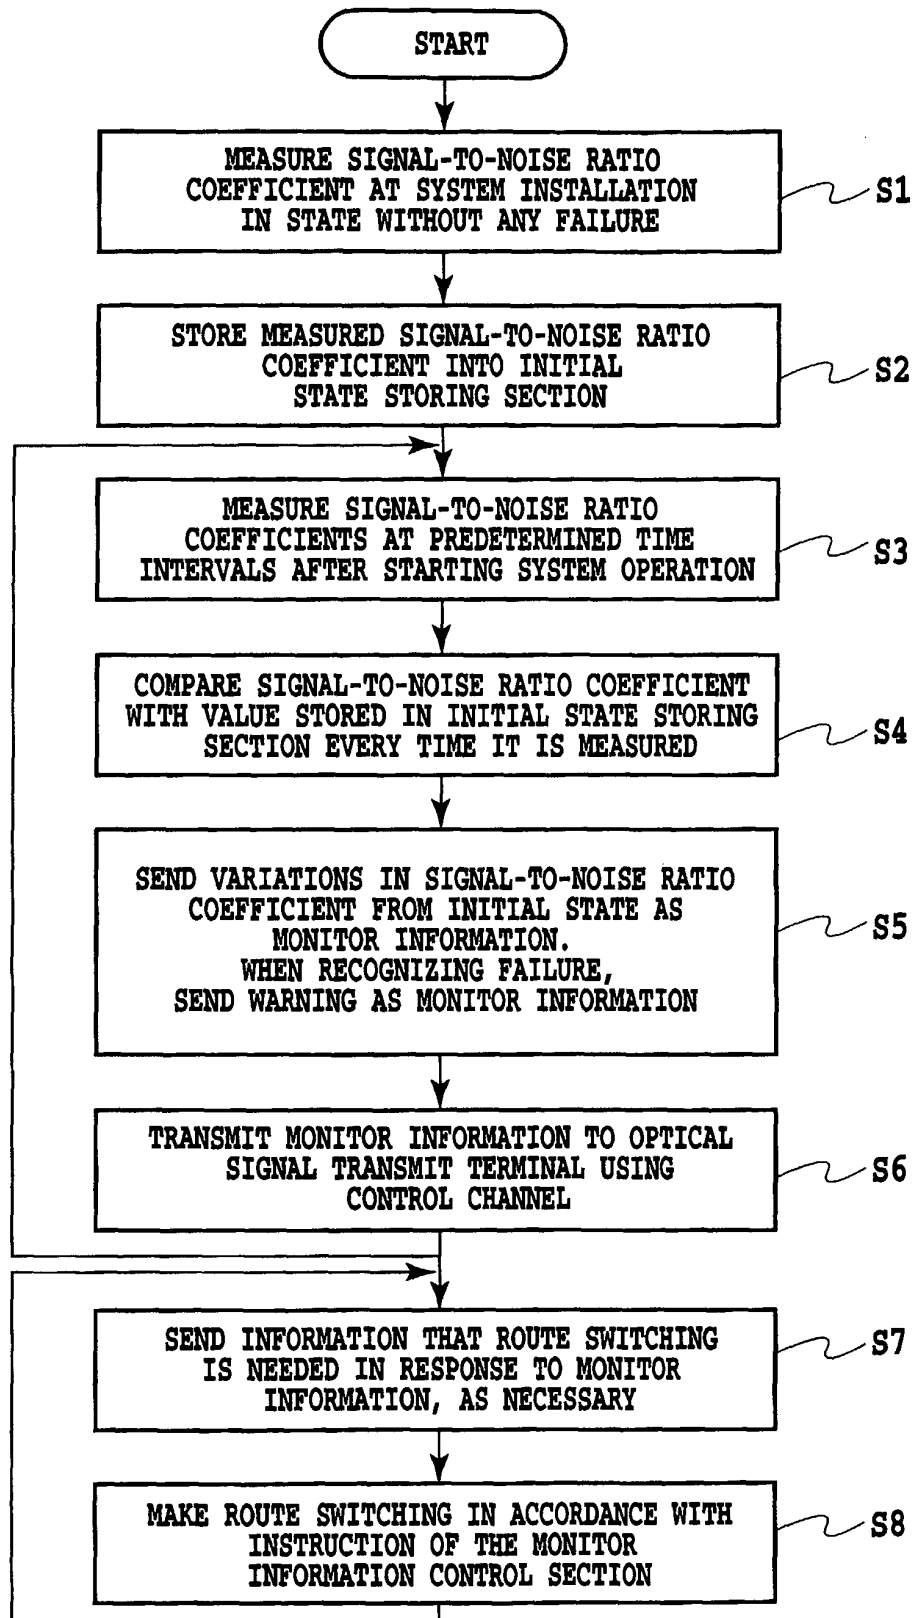 START
MEASURE SIGNAL-TO-NOISE RATIO
COEFFICIENT AT SYSTEM INSTALLATION
IN STATE WITHOUT ANY FAILURE
S1
STORE MEASURED SIGNAL-TO-NOISE RATIO
COEFFICIENT INTO INITIAL
STATE STORING SECTION
S2
MEASURE SIGNAL-TO-NOISE RATIO
COEFFICIENTS AT PREDETERMINED TIME
INTERVALS AFTER STARTING SYSTEM OPERATION
S3
COMPARE SIGNAL-TO-NOISE RATIO COEFFICIENT
WITH VALUE STORED IN INITIAL STATE STORING
SECTION EVERY TIME IT IS MEASURED
S4
SEND VARIATIONS IN SIGNAL-TO-NOISE RATIO
COEFFICIENT FROM INITIAL STATE AS
MONITOR INFORMATION.
WHEN RECOGNIZING FAILURE,
SEND WARNING AS MONITOR INFORMATION
S5
TRANSMIT MONITOR INFORMATION TO OPTICAL
SIGNAL TRANSMIT TERMINAL USING
CONTROL CHANNEL
S6
SEND INFORMATION THAT ROUTE SWITCHING
IS NEEDED IN RESPONSE TO MONITOR
INFORMATION, AS NECESSARY
S7
MAKE ROUTE SWITCHING IN ACCORDANCE WITH
INSTRUCTION OF THE MONITOR
INFORMATION CONTROL SECTION
S8